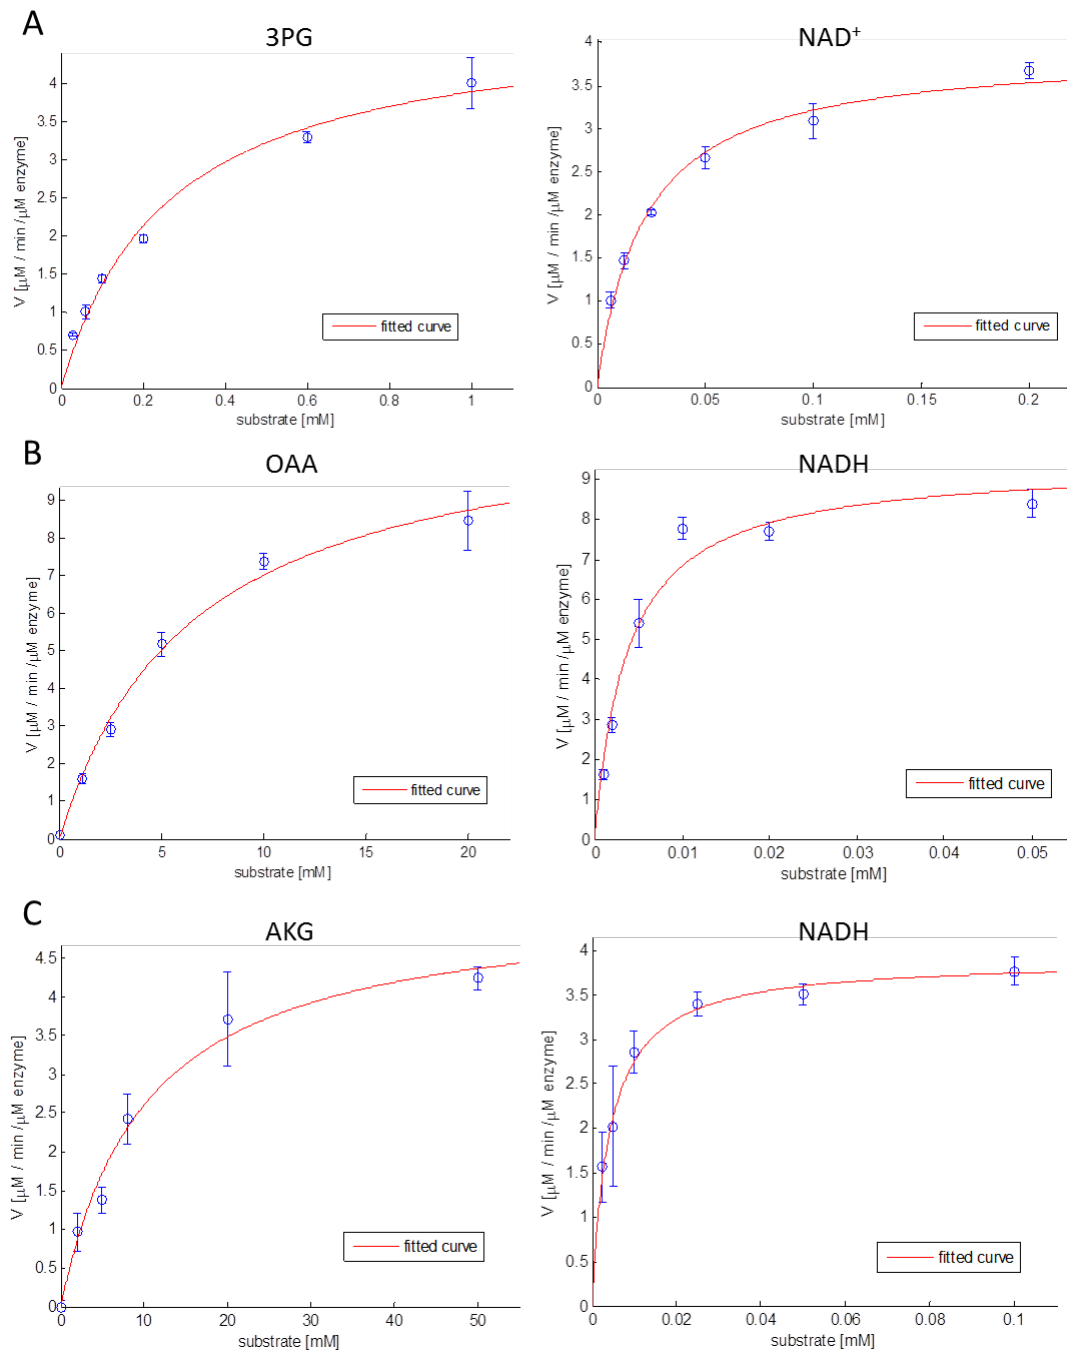 A
3PG
NAD⁺
V [μM / min /μM enzyme]
4
3.5
3
2.5
2
1.5
1
0.5
0
fitted curve
0 0.2 0.4 0.6 0.8 1
substrate [mM]
V [μM / min /μM enzyme]
4
3.5
3
2.5
2
1.5
1
0.5
0
fitted curve
0 0.05 0.1 0.15 0.2
substrate [mM]
B
OAA
NADH
V [μM / min /μM enzyme]
9
8
7
6
5
4
3
2
1
0
fitted curve
0 5 10 15 20
substrate [mM]
V [μM / min /μM enzyme]
9
8
7
6
5
4
3
2
1
0
fitted curve
0 0.01 0.02 0.03 0.04 0.05
substrate [mM]
C
AKG
NADH
V [μM / min /μM enzyme]
4.5
4
3.5
3
2.5
2
1.5
1
0.5
0
fitted curve
0 10 20 30 40 50
substrate [mM]
V [μM / min /μM enzyme]
4
3.5
3
2.5
2
1.5
1
0.5
0
fitted curve
0 0.02 0.04 0.06 0.08 0.1
substrate [mM]